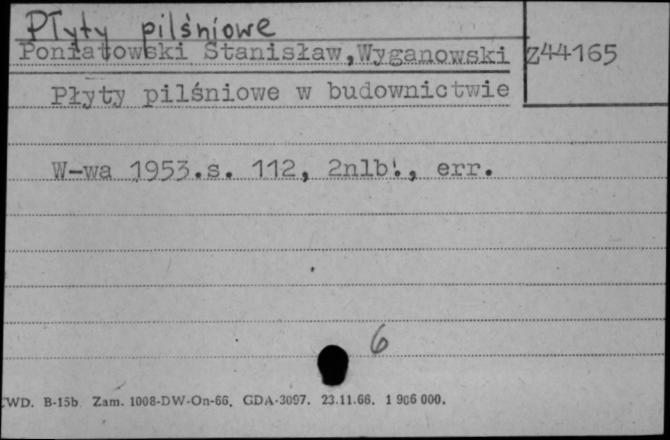 Płyty pilśniowe
Poniatowski Stanisław,Wyganowski Z44165
Płyty pilśniowe w budownictwie
W-wa 1953.s. 112, 2nlb!, err.
6
WD. B-15b Zam. 1008-DW-On-66. GDA-3097. 23.11.66. 1 906 000.